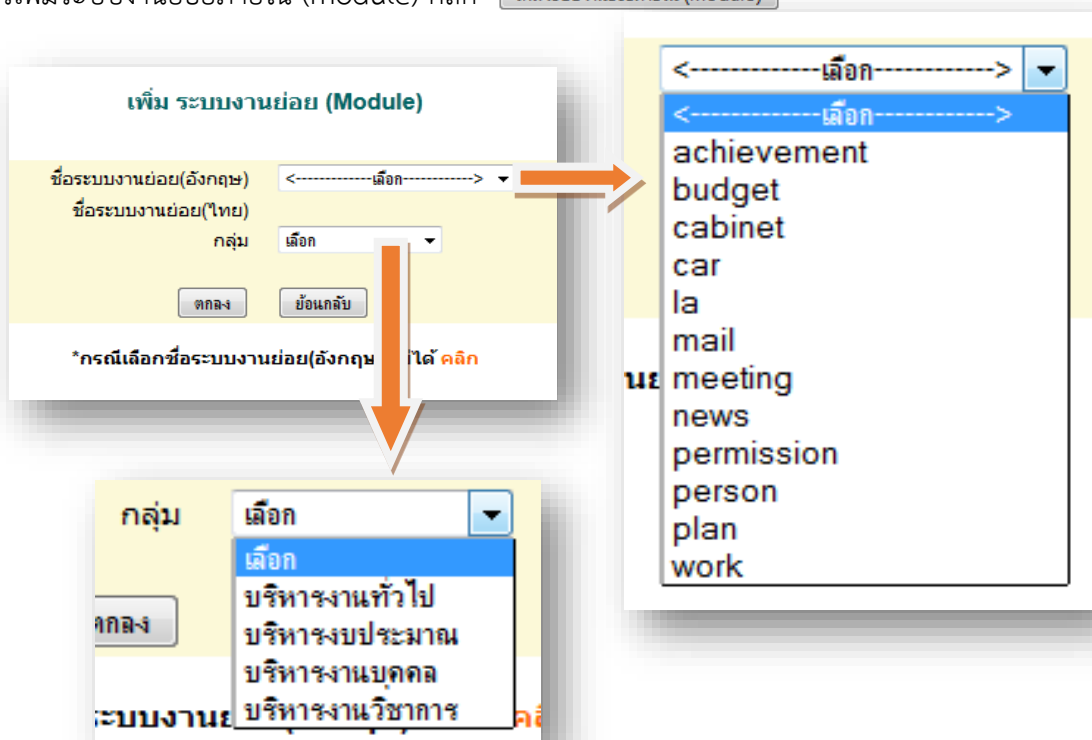 (Module) คลิก
เพิ่ม ระบบงานย่อย (Module)
ชื่อระบบงานย่อย(อังกฤษ) <-------------เลือก------------>
ชื่อระบบงานย่อย(ไทย)
กลุ่ม เลือก
ตกลง ย้อนกลับ
*กรณีเลือกชื่อระบบงานย่อย(อังกฤษ ได้ คลิก
<-------------เลือก------------>
<-------------เลือก------------>
achievement
budget
cabinet
car
la
mail
meeting
news
permission
person
plan
work
กลุ่ม เลือก
เลือก
บริหารงานทั่วไป
บริหารงบประมาณ
บริหารงานบุคคล
บริหารงานวิชาการ
ตกลง